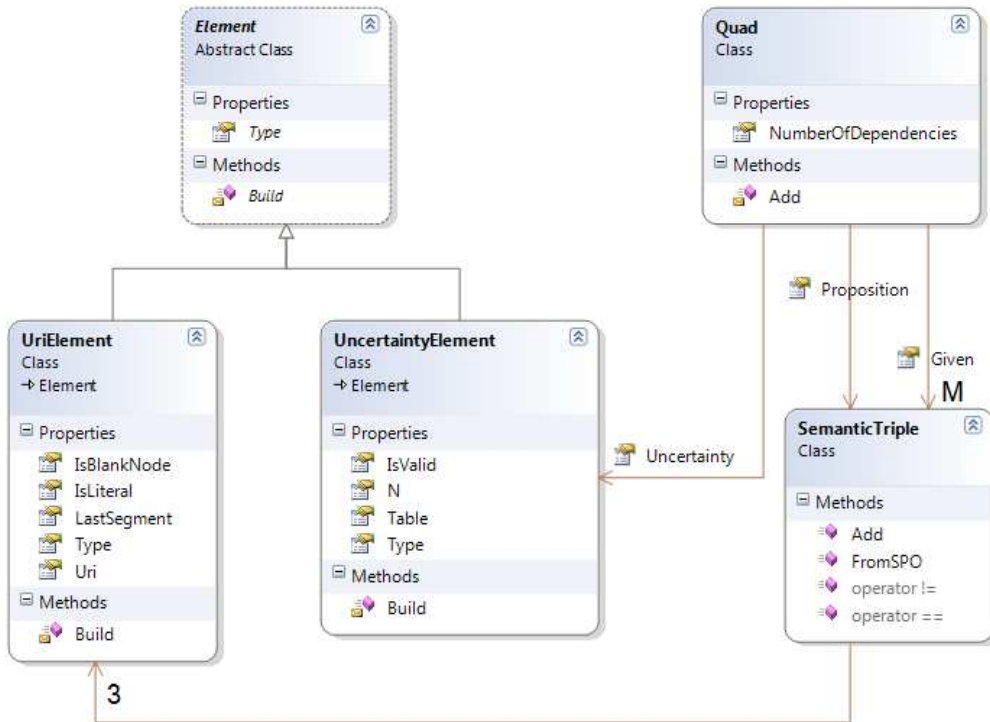 Element
Abstract Class
Properties
Type
Methods
Build
Quad
Class
Properties
NumberOfDependencies
Methods
Add
Proposition
Given
M
UriElement
Class
Element
Properties
IsBlankNode
IsLiteral
LastSegment
Type
Uri
Methods
Build
UncertaintyElement
Class
Element
Properties
IsValid
N
Table
Type
Methods
Build
Uncertainty
SemanticTriple
Class
Methods
Add
FromSPO
operator !=
operator ==
3